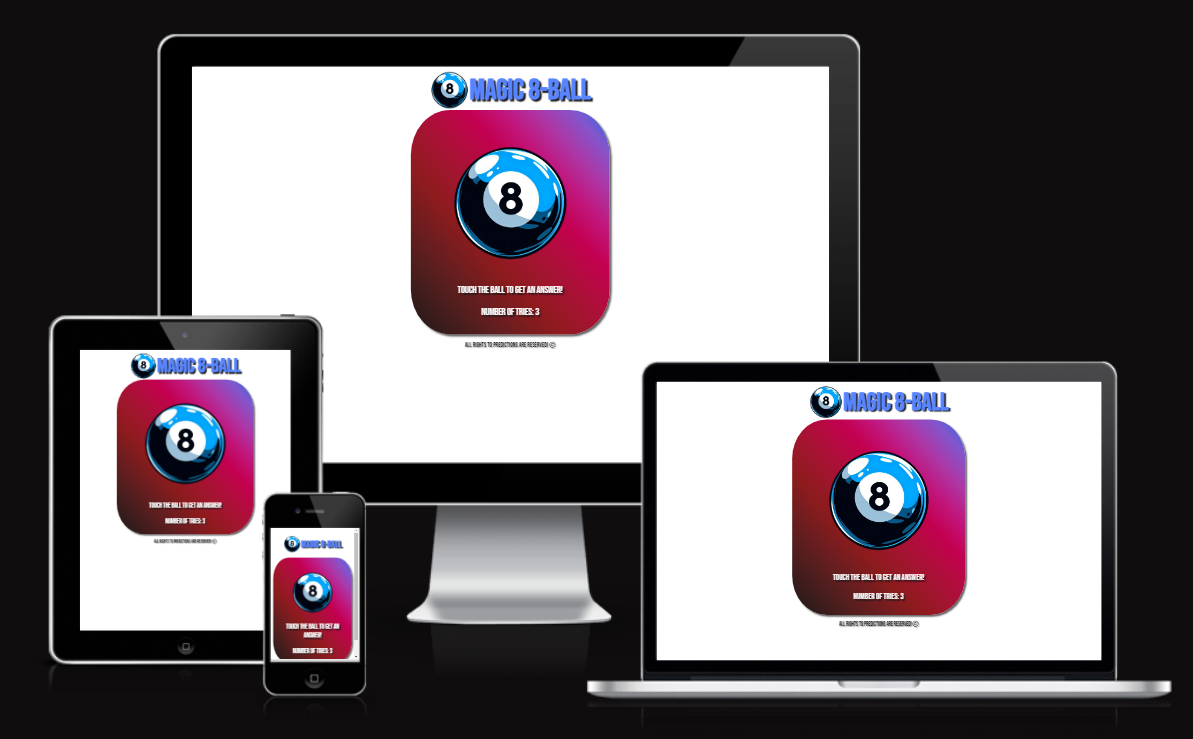 8 MAGIC 8-BALL
8
TOUCH THE BALL TO GET AN ANSWER!
NUMBER OF TRIES: 3
ALL RIGHTS TO PREDICTIONS ARE RESERVED! ©
8 MAGIC 8-BALL
8
TOUCH THE BALL TO GET AN ANSWER!
NUMBER OF TRIES: 3
ALL RIGHTS TO PREDICTIONS ARE RESERVED! ©
8 MAGIC 8-BALL
8
TOUCH THE BALL TO GET AN
ANSWER!
NUMBER OF TRIES: 3
8 MAGIC 8-BALL
8
TOUCH THE BALL TO GET AN ANSWER!
NUMBER OF TRIES: 3
ALL RIGHTS TO PREDICTIONS ARE RESERVED! ©